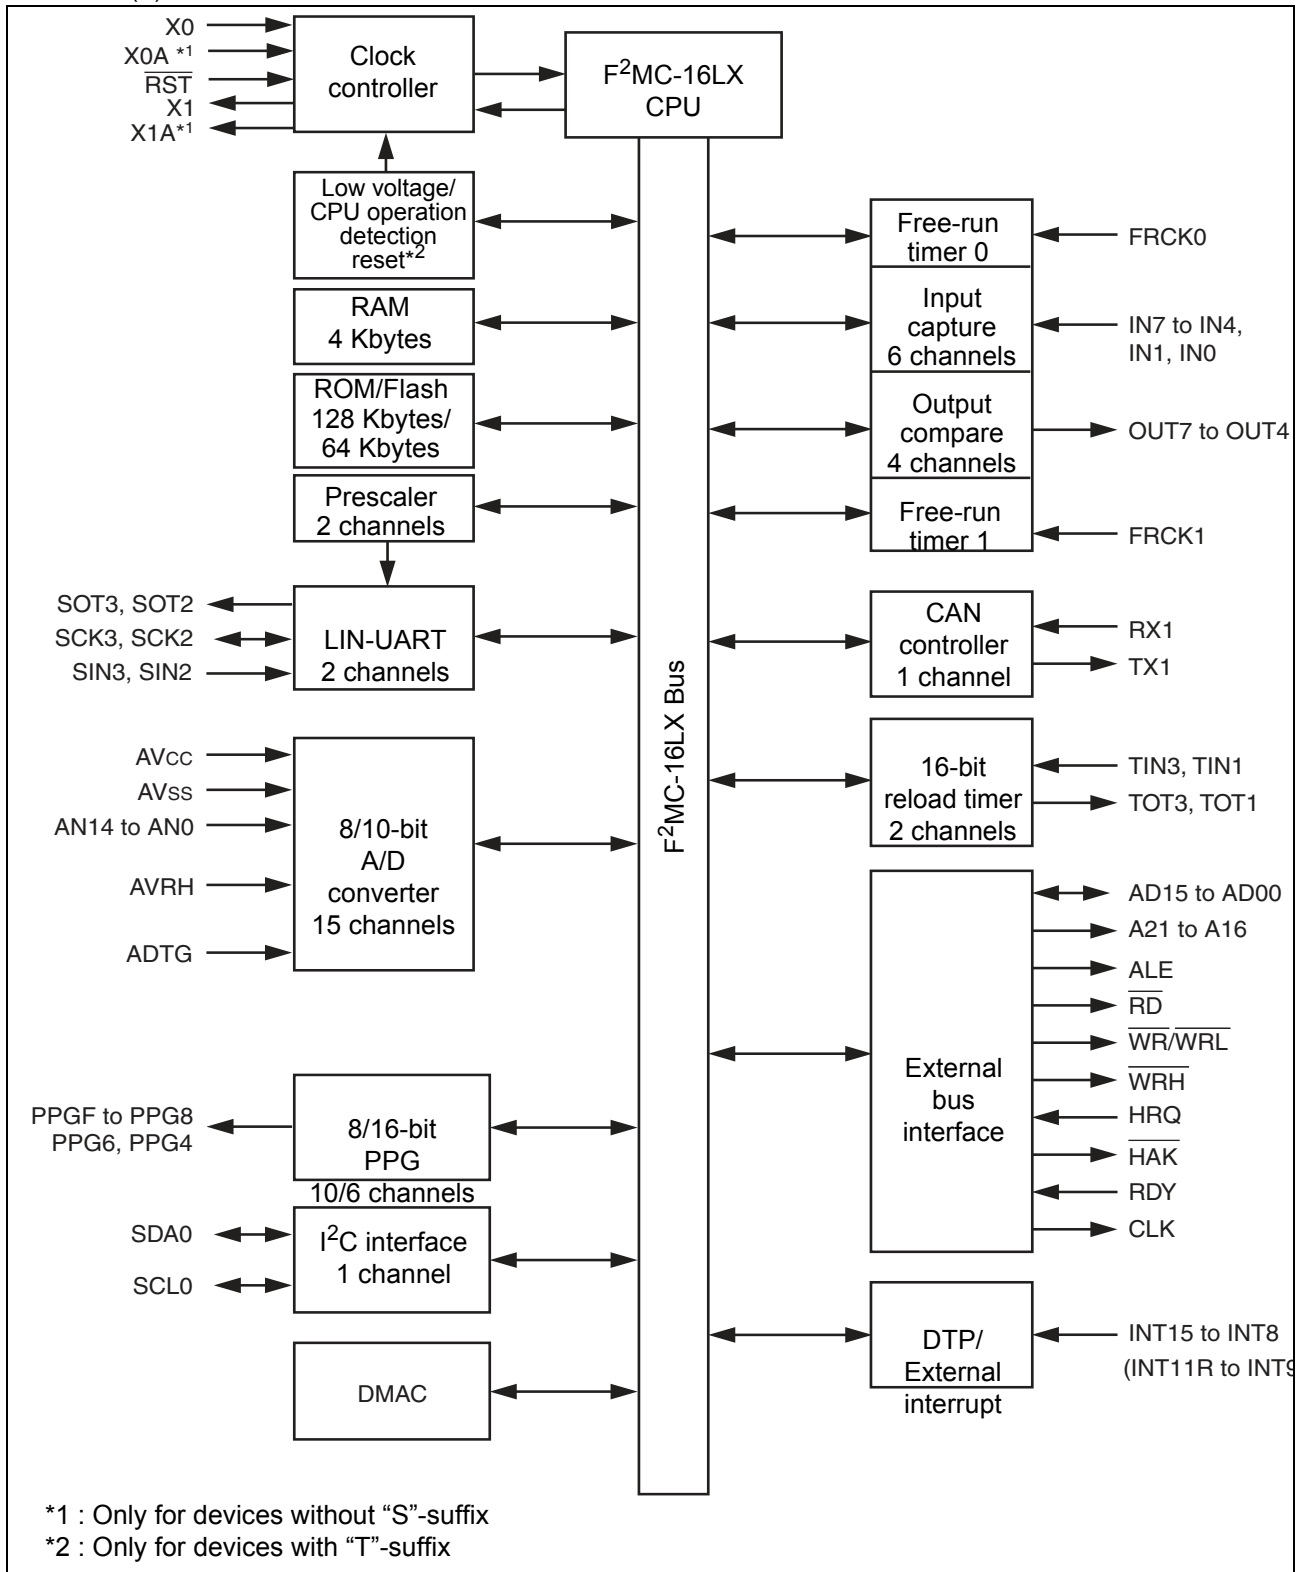 X0
X0A *1
RST
X1
X1A*1
Clock
controller
F2MC-16LX
CPU
Low voltage/
CPU operation
detection
reset*2
RAM
4 Kbytes
ROM/Flash
128 Kbytes/
64 Kbytes
Prescaler
2 channels
SOT3, SOT2
SCK3, SCK2
SIN3, SIN2
LIN-UART
2 channels
AVCC
AVSS
AN14 to AN0
AVRH
ADTG
8/10-bit
A/D
converter
15 channels
PPGF to PPG8
PPG6, PPG4
8/16-bit
PPG
10/6 channels
SDA0
SCL0
I2C interface
1 channel
DMAC
F2MC-16LX Bus
Free-run
timer 0
FRCK0
Input
capture
6 channels
IN7 to IN4,
IN1, IN0
Output
compare
4 channels
OUT7 to OUT4
Free-run
timer 1
FRCK1
CAN
controller
1 channel
RX1
TX1
16-bit
reload timer
2 channels
TIN3, TIN1
TOT3, TOT1
External
bus
interface
AD15 to AD00
A21 to A16
ALE
RD
WR/WRL
WRH
HRQ
HAK
RDY
CLK
DTP/
External
interrupt
INT15 to INT8
(INT11R to INT9
*1 : Only for devices without “S”-suffix
*2 : Only for devices with “T”-suffix